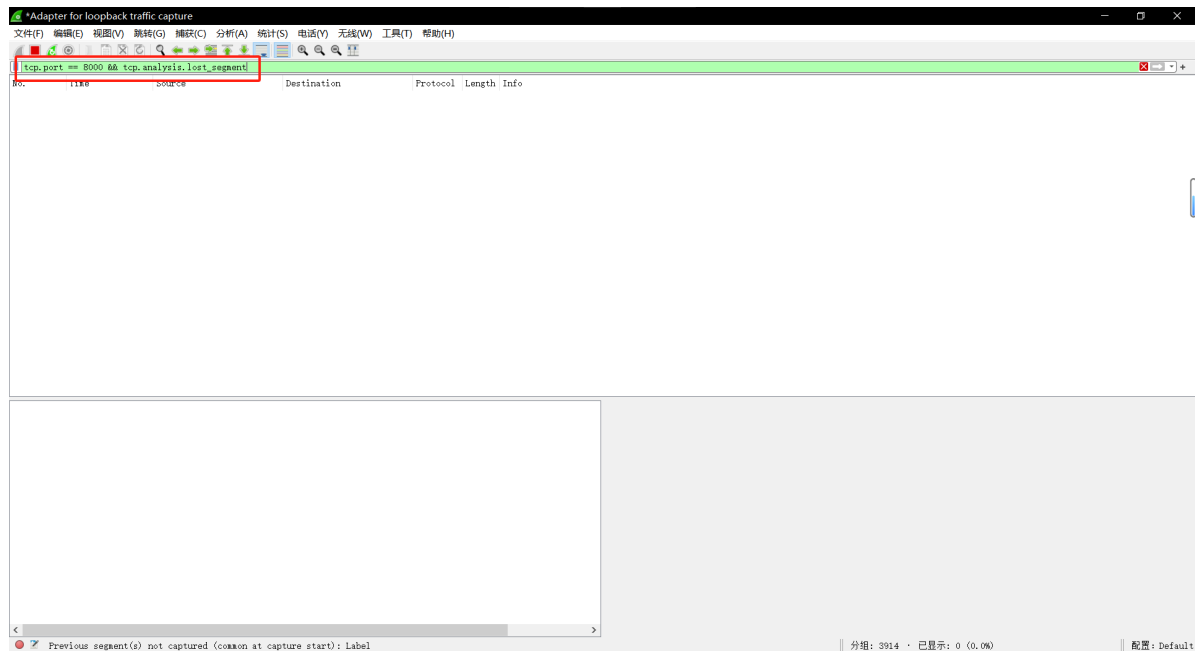 *Adapter for loopback traffic capture
文件(F) 编辑(E) 视图(V) 跳转(G) 捕获(C) 分析(A) 统计(S) 电话(Y) 无线(W) 工具(T) 帮助(H)
tcp.port == 8000 && tcp.analysis.lost_segment
No. Time Source Destination Protocol Length Info
Previous segment(s) not captured (common at capture start): Label 分组: 3914 · 已显示: 0 (0.0%) 配置: Default